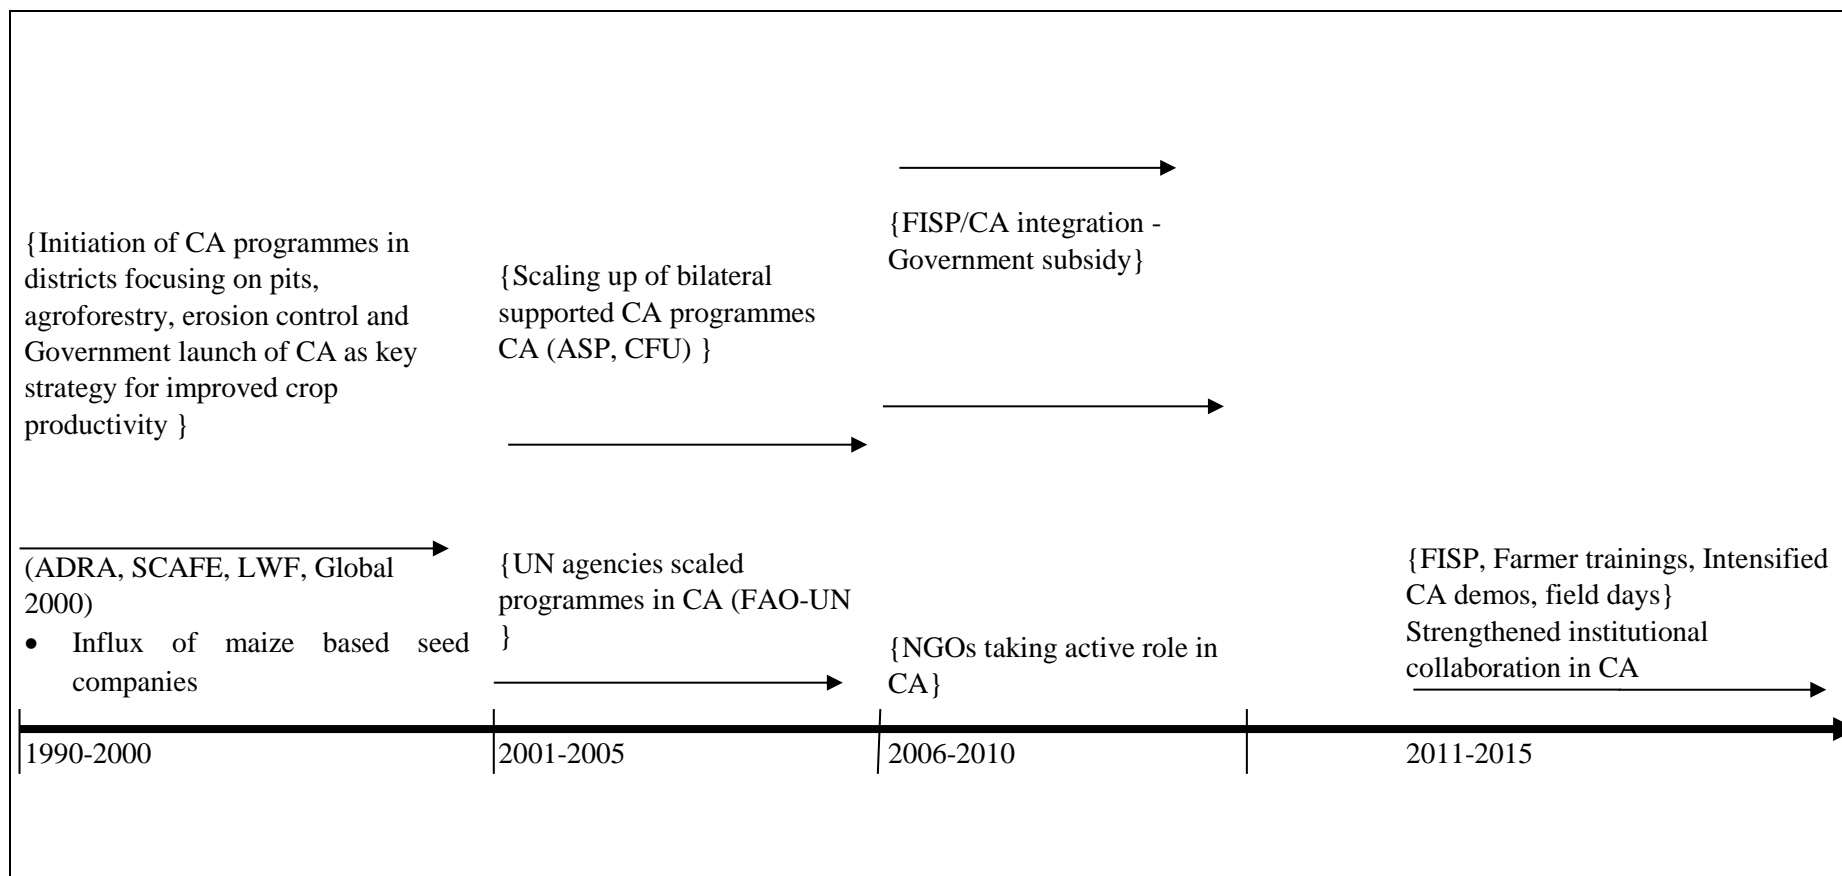 {Initiation of CA programmes in
districts focusing on pits,
agroforestry, erosion control and
Government launch of CA as key
strategy for improved crop
productivity }
(ADRA, SCAFE, LWF, Global
2000)
• Influx of maize based seed
companies
{Scaling up of bilateral
supported CA programmes
CA (ASP, CFU) }
{UN agencies scaled
programmes in CA (FAO-UN
}
{FISP/CA integration -
Government subsidy}
{NGOs taking active role in
CA}
{FISP, Farmer trainings, Intensified
CA demos, field days}
Strengthened institutional
collaboration in CA
1990-2000
2001-2005
2006-2010
2011-2015